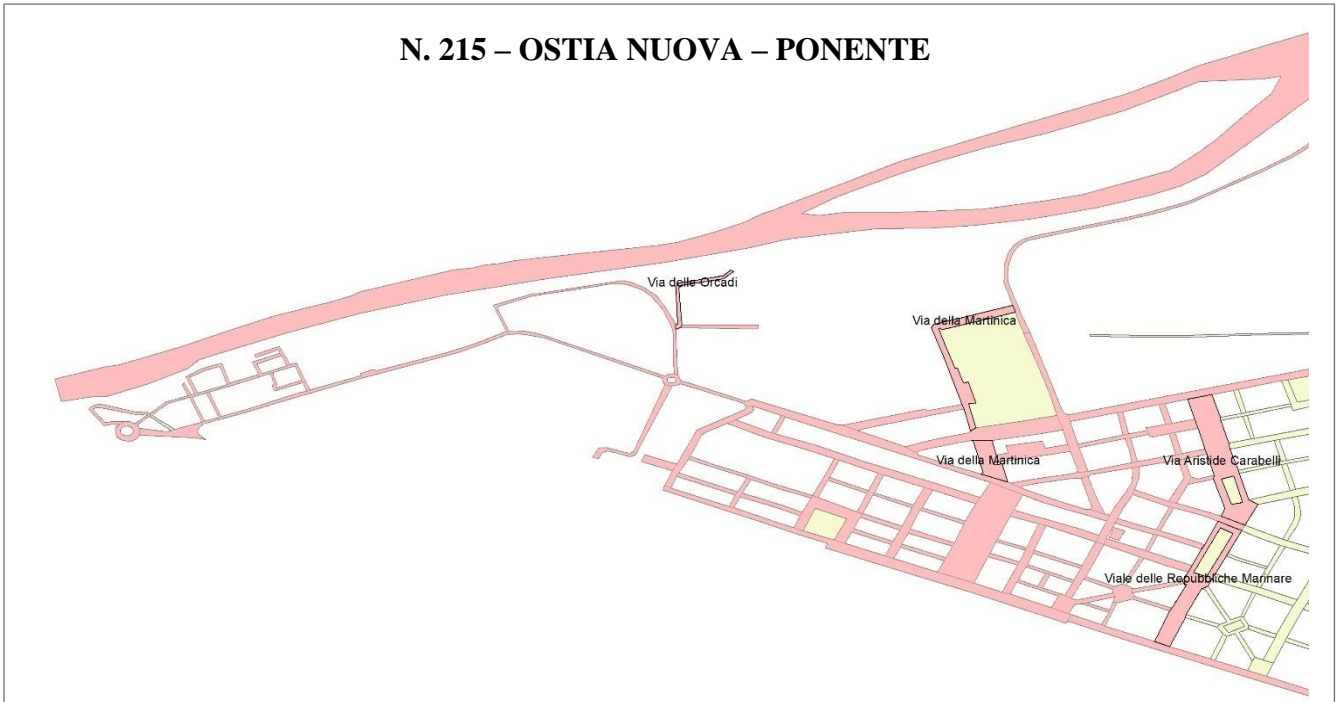 N. 215 – OSTIA NUOVA – PONENTE
Via delle Orcadi
Via della Martinica
Via della Martinica
Via Aristide Carabelli
Viale delle Repubbliche Marinare